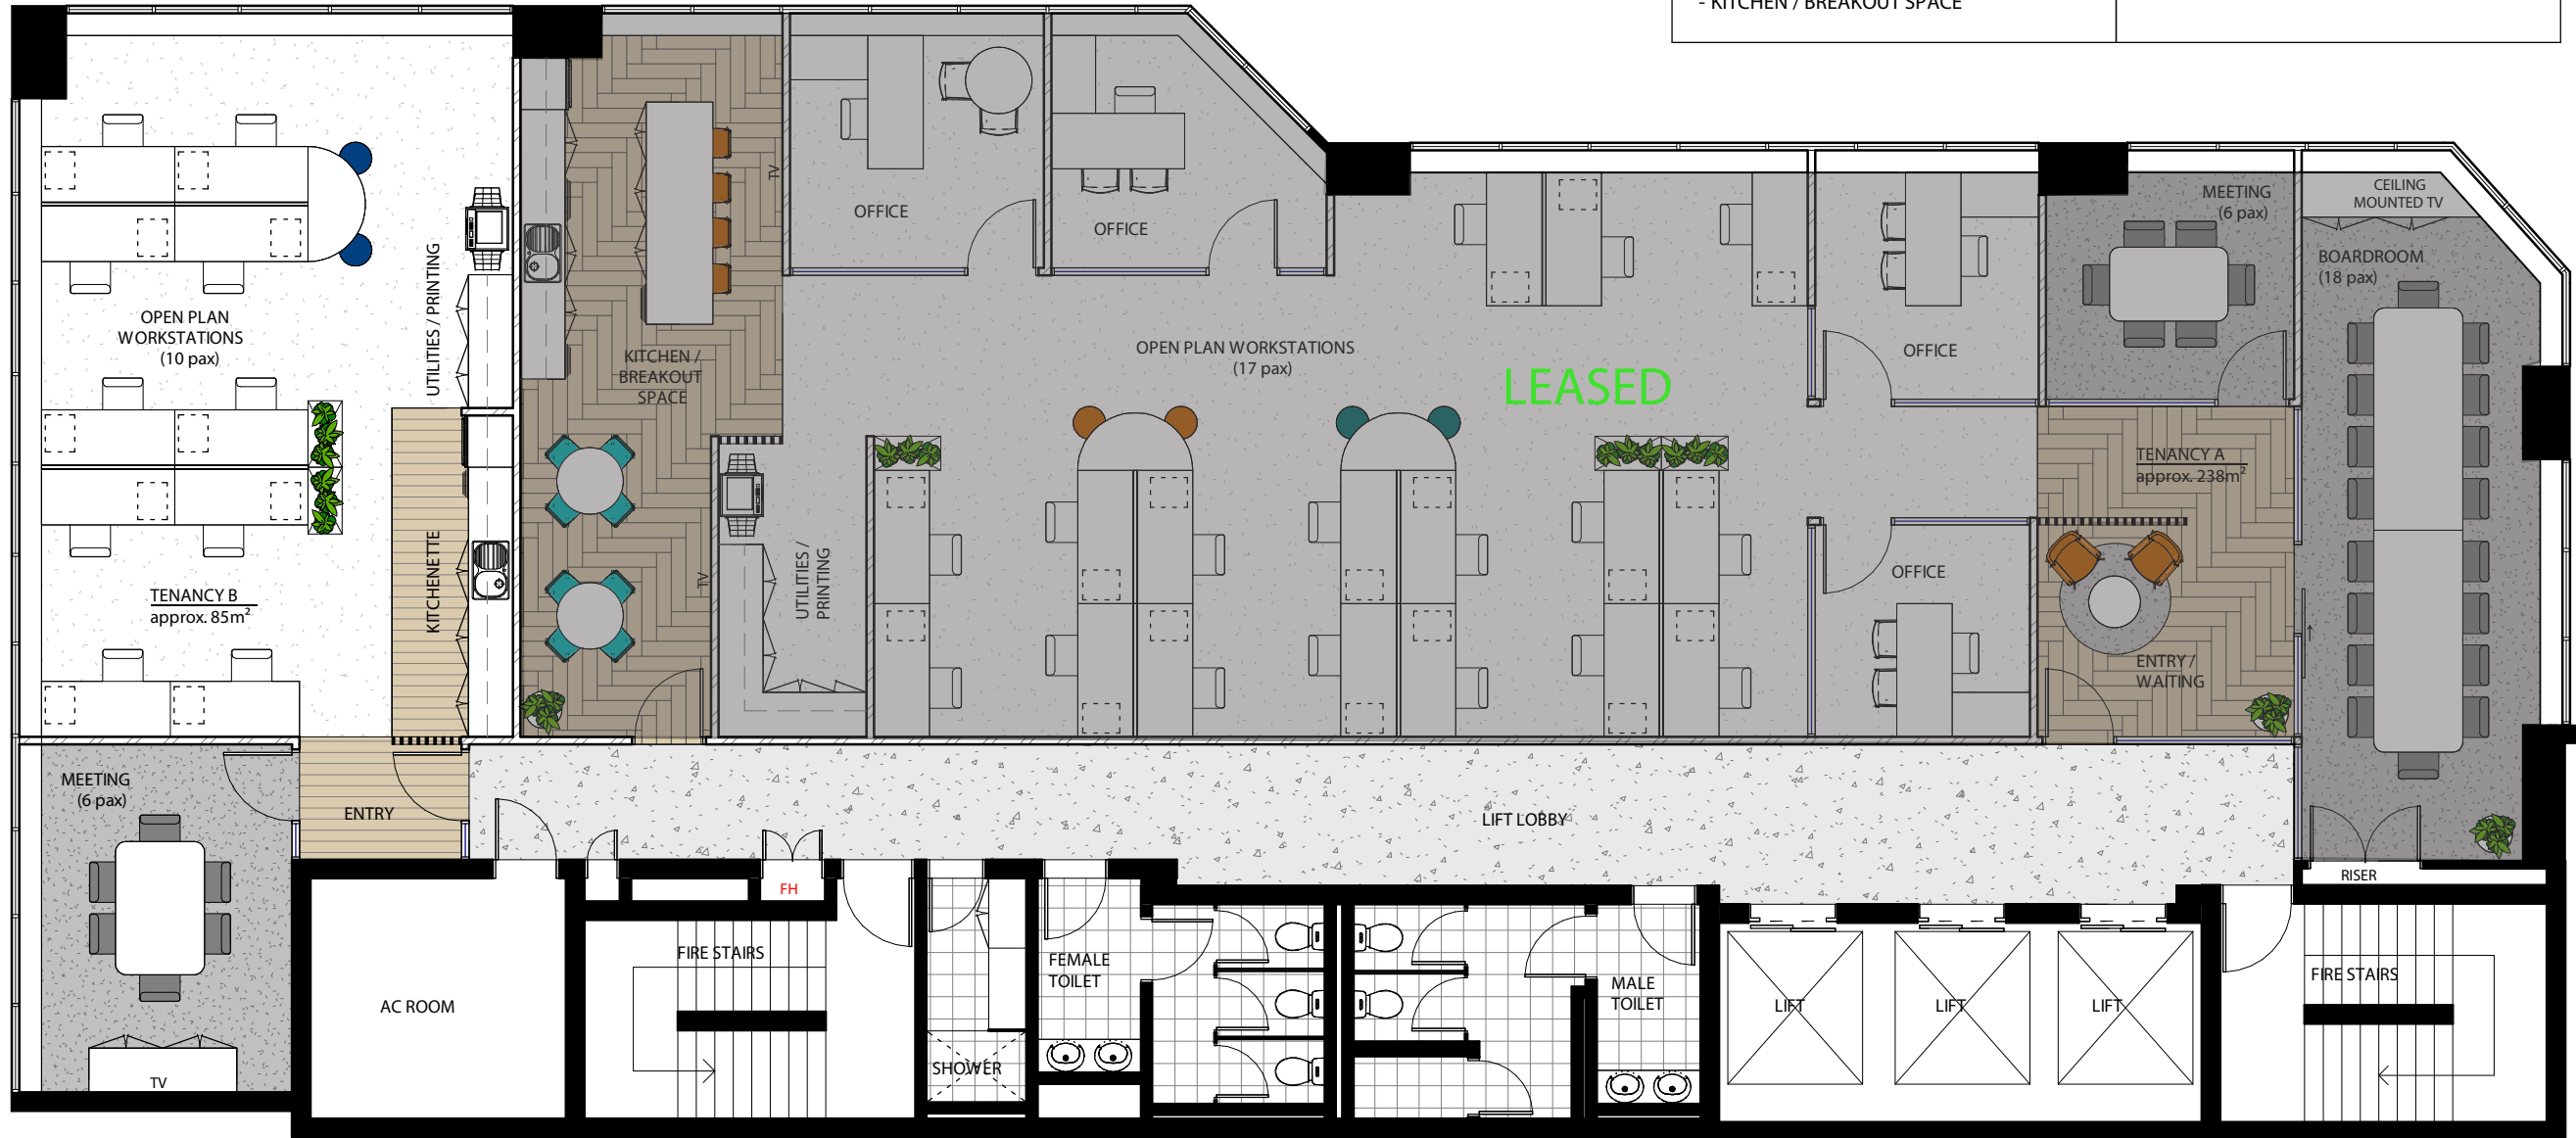 - KITCHEN / BREAKOUT SPACE
OPEN PLAN
WORKSTATIONS
(10 pax)
UTILITIES / PRINTING
TENANCY B
approx. 85m²
KITCHENETTE
MEETING
(6 pax)
TV
ENTRY
KITCHEN /
BREAKOUT
SPACE
TV
TV
UTILITIES /
PRINTING
OFFICE
OFFICE
OPEN PLAN WORKSTATIONS
(17 pax)
LEASED
OFFICE
OFFICE
MEETING
(6 pax)
CEILING
MOUNTED TV
BOARDROOM
(18 pax)
TENANCY A
approx. 238m²
ENTRY /
WAITING
LIFT LOBBY
RISER
AC ROOM
FH
FIRE STAIRS
SHOWER
FEMALE
TOILET
MALE
TOILET
LIFT
LIFT
LIFT
FIRE STAIRS